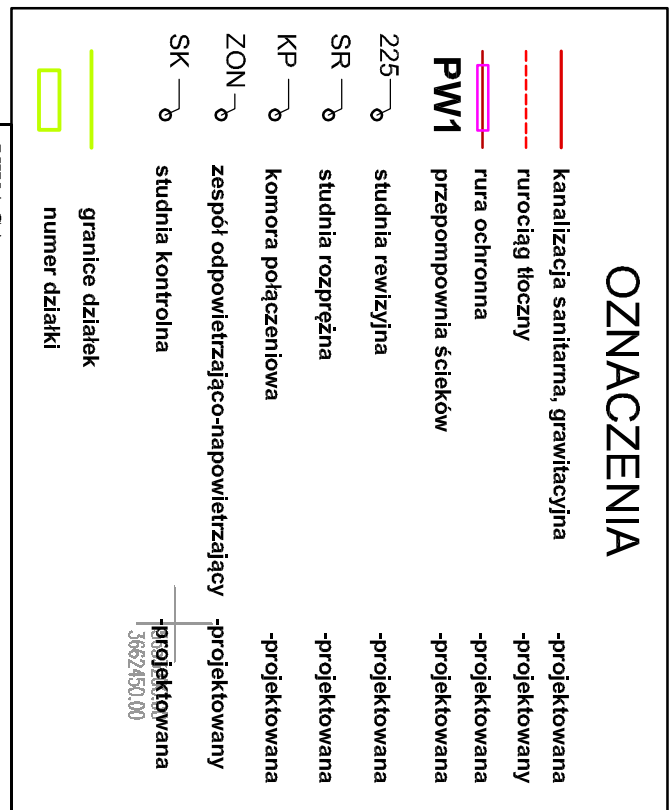 OZNACZENIA
kanalizacja sanitarna, grawitacyjna -projektowana
rurociąg tłoczny -projektowany
rura ochronna -projektowana
PW1 przepompownia ścieków -projektowana
225 studnia rewizyjna -projektowana
SR studnia rozprężna -projektowana
KP komora połączeniowa -projektowana
ZON zespół odpowietrzająco-napowietrzający -projektowany
SK studnia kontrolna -projektowana
3662450.00
granice działek
numer działki